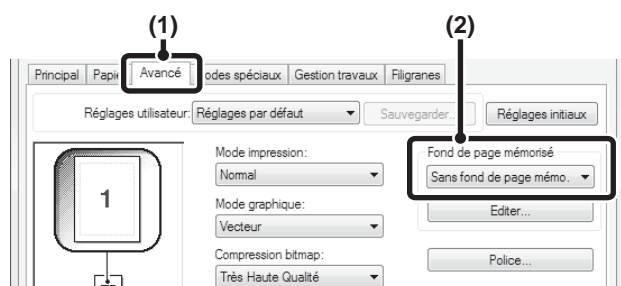 (1) (2)
Principal Papie Avancé odes spéciaux Gestion travaux Filigranes
Réglages utilisateur: Réglages par défaut Sauvegarder... Réglages initiaux
Mode impression: Fond de page mémorisé
Normal Sans fond de page mémo.
1
Mode graphique: Editer...
Vecteur
Compression bitmap: Police...
Très Haute Qualité